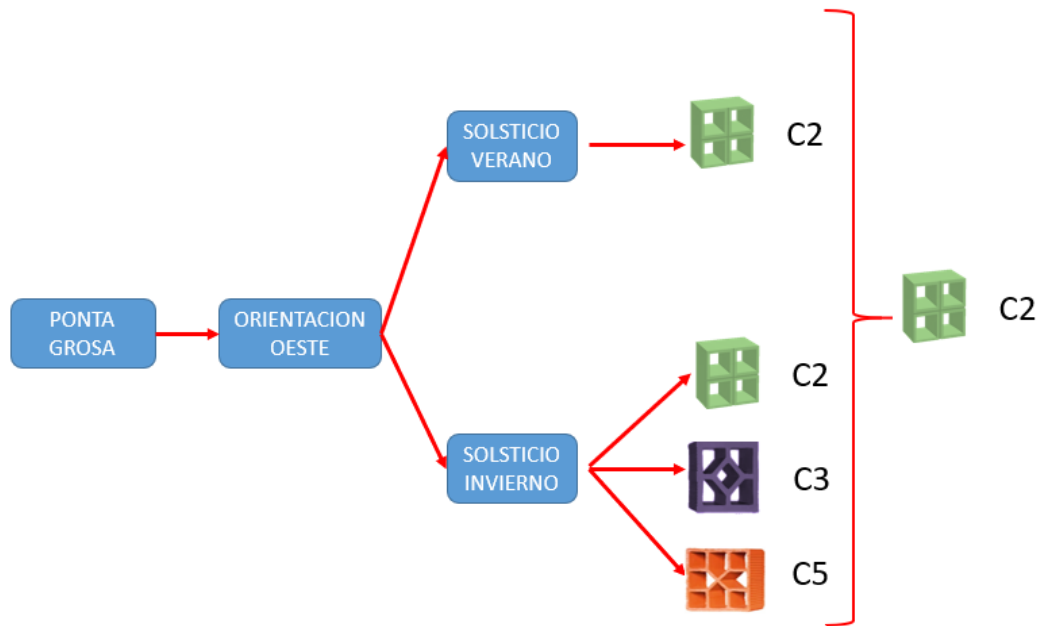 PONTA
GROSA
ORIENTACION
OESTE
SOLSTICIO
VERANO
C2
SOLSTICIO
INVIERNO
C2
C3
C5
C2